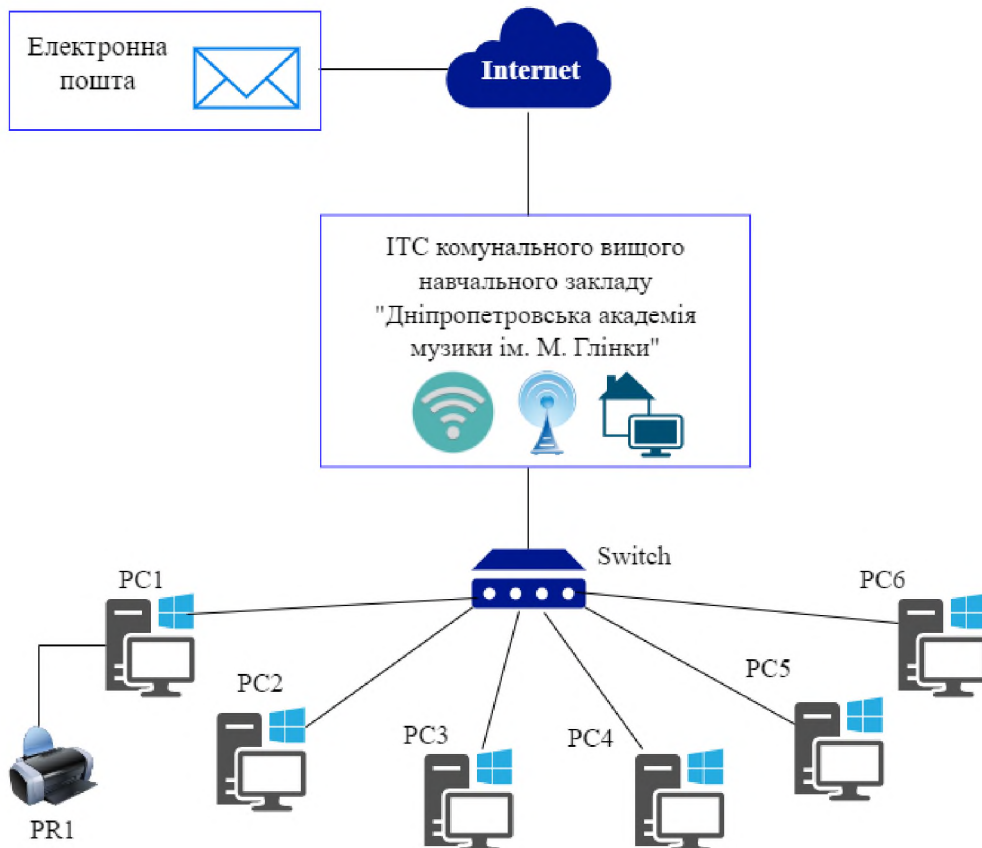 Електронна
пошта
Internet
ІТС комунального вищого
навчального закладу
"Дніпропетровська академія
музики ім. М. Глінки"
Switch
PC1
PC6
PC2
PC5
PC3
PC4
PR1